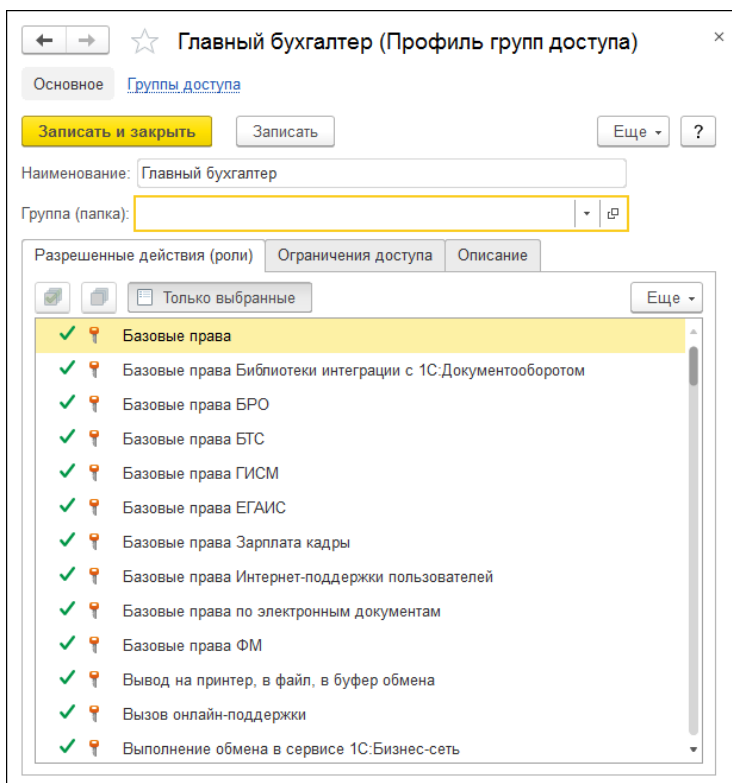 Главный бухгалтер (Профиль групп доступа)
Основное Группы доступа
Записать и закрыть Записать Еще ?
Наименование: Главный бухгалтер
Группа (папка):
Разрешенные действия (роли) Ограничения доступа Описание
Только выбранные Еще
Базовые права
Базовые права Библиотеки интеграции с 1С:Документооборотом
Базовые права БРО
Базовые права БТС
Базовые права ГИСМ
Базовые права ЕГАИС
Базовые права Зарплата кадры
Базовые права Интернет-поддержки пользователей
Базовые права по электронным документам
Базовые права ФМ
Вывод на принтер, в файл, в буфер обмена
Вызов онлайн-поддержки
Выполнение обмена в сервисе 1С:Бизнес-сеть